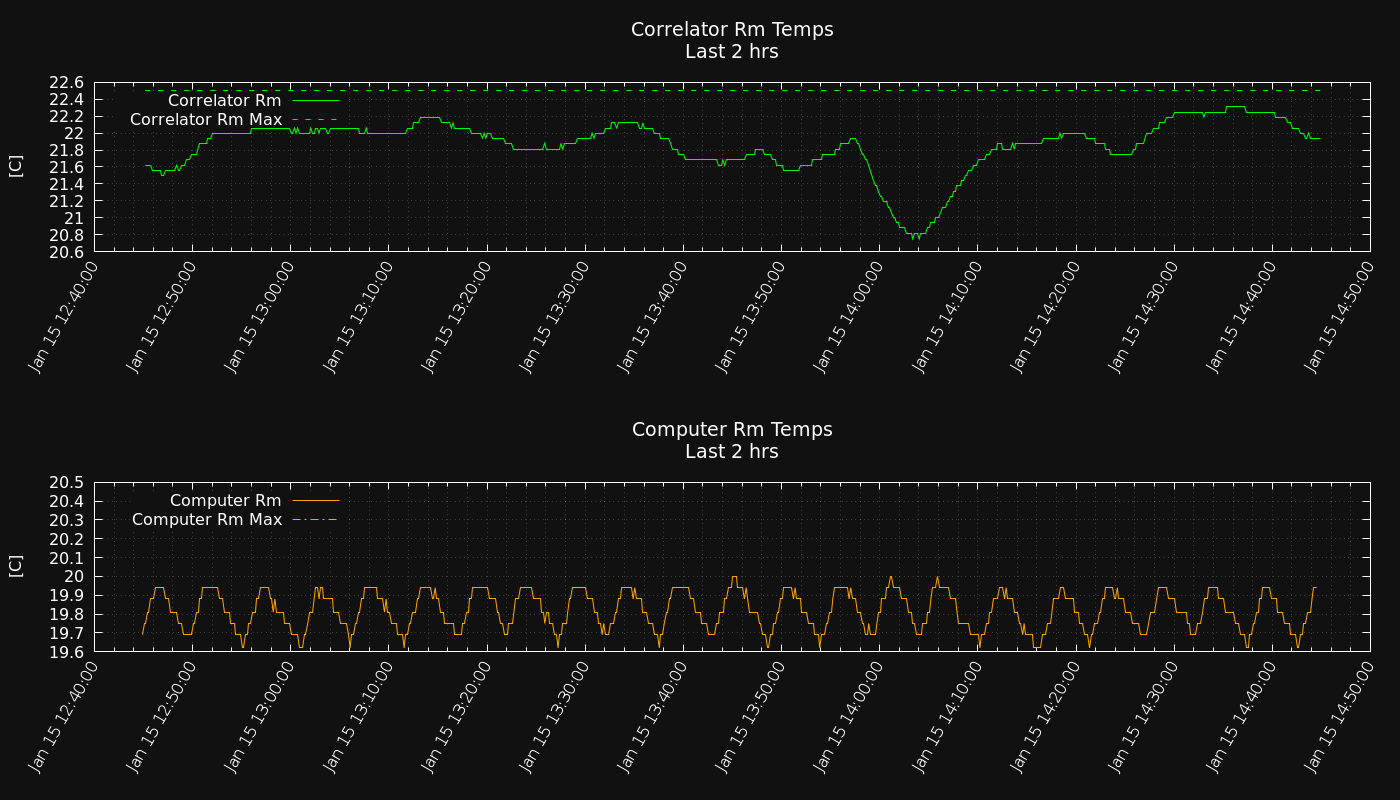 Correlator Rm Temps
Last 2 hrs
[C]
22.6
22.4
22.2
22
21.8
21.6
21.4
21.2
21
20.8
20.6
Correlator Rm
Correlator Rm Max
Jan 15 12:40:00
Jan 15 12:50:00
Jan 15 13:00:00
Jan 15 13:10:00
Jan 15 13:20:00
Jan 15 13:30:00
Jan 15 13:40:00
Jan 15 13:50:00
Jan 15 14:00:00
Jan 15 14:10:00
Jan 15 14:20:00
Jan 15 14:30:00
Jan 15 14:40:00
Jan 15 14:50:00
Computer Rm Temps
Last 2 hrs
[C]
20.5
20.4
20.3
20.2
20.1
20
19.9
19.8
19.7
19.6
Computer Rm
Computer Rm Max
Jan 15 12:40:00
Jan 15 12:50:00
Jan 15 13:00:00
Jan 15 13:10:00
Jan 15 13:20:00
Jan 15 13:30:00
Jan 15 13:40:00
Jan 15 13:50:00
Jan 15 14:00:00
Jan 15 14:10:00
Jan 15 14:20:00
Jan 15 14:30:00
Jan 15 14:40:00
Jan 15 14:50:00